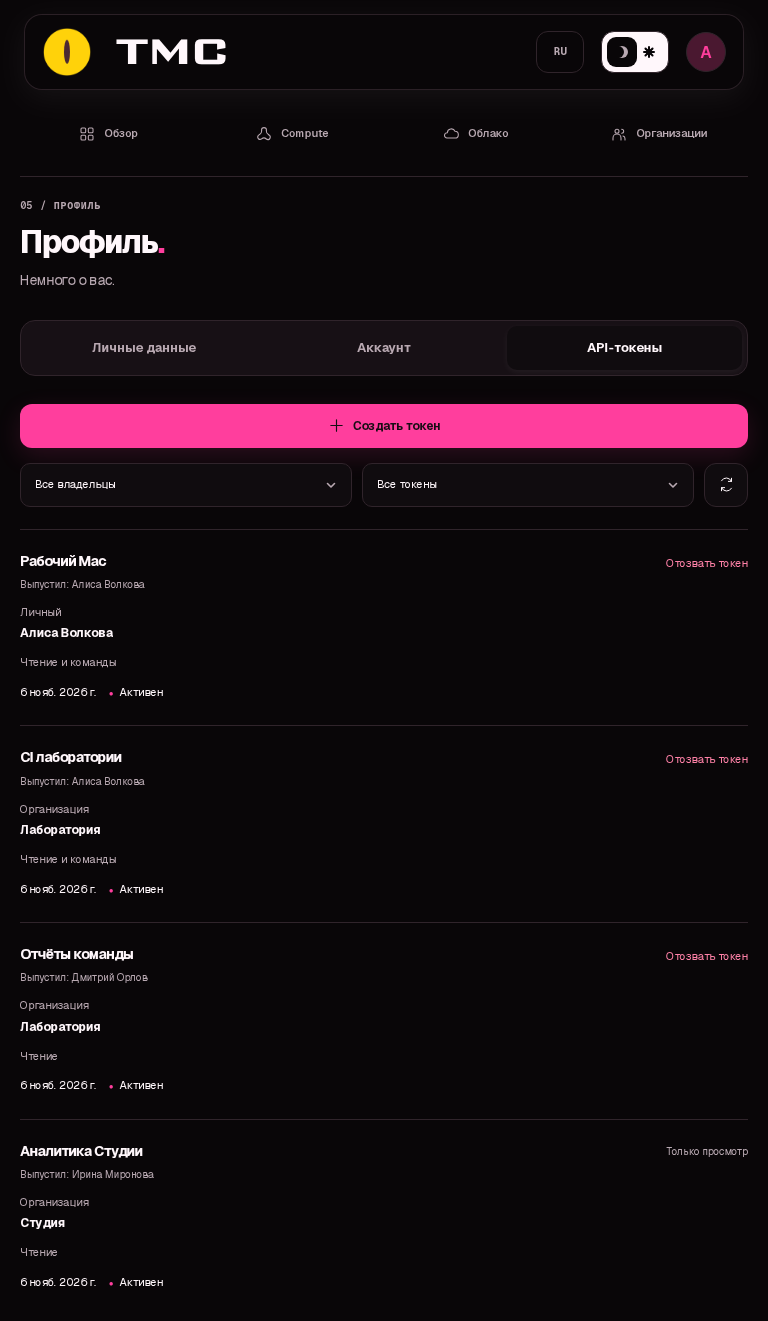 TMC
RU
A
Обзор
Compute
Облако
Организации
05 / ПРОФИЛЬ
Профиль.
Немного о вас.
Личные данные
Аккаунт
API-токены
Создать токен
Все владельцы
Все токены
Рабочий Mac
Отозвать токен
Выпустил: Алиса Волкова
Личный
Алиса Волкова
Чтение и команды
6 нояб. 2026 г.
Активен
CI лаборатории
Отозвать токен
Выпустил: Алиса Волкова
Организация
Лаборатория
Чтение и команды
6 нояб. 2026 г.
Активен
Отчёты команды
Отозвать токен
Выпустил: Дмитрий Орлов
Организация
Лаборатория
Чтение
6 нояб. 2026 г.
Активен
Аналитика Студии
Только просмотр
Выпустил: Ирина Миронова
Организация
Студия
Чтение
6 нояб. 2026 г.
Активен